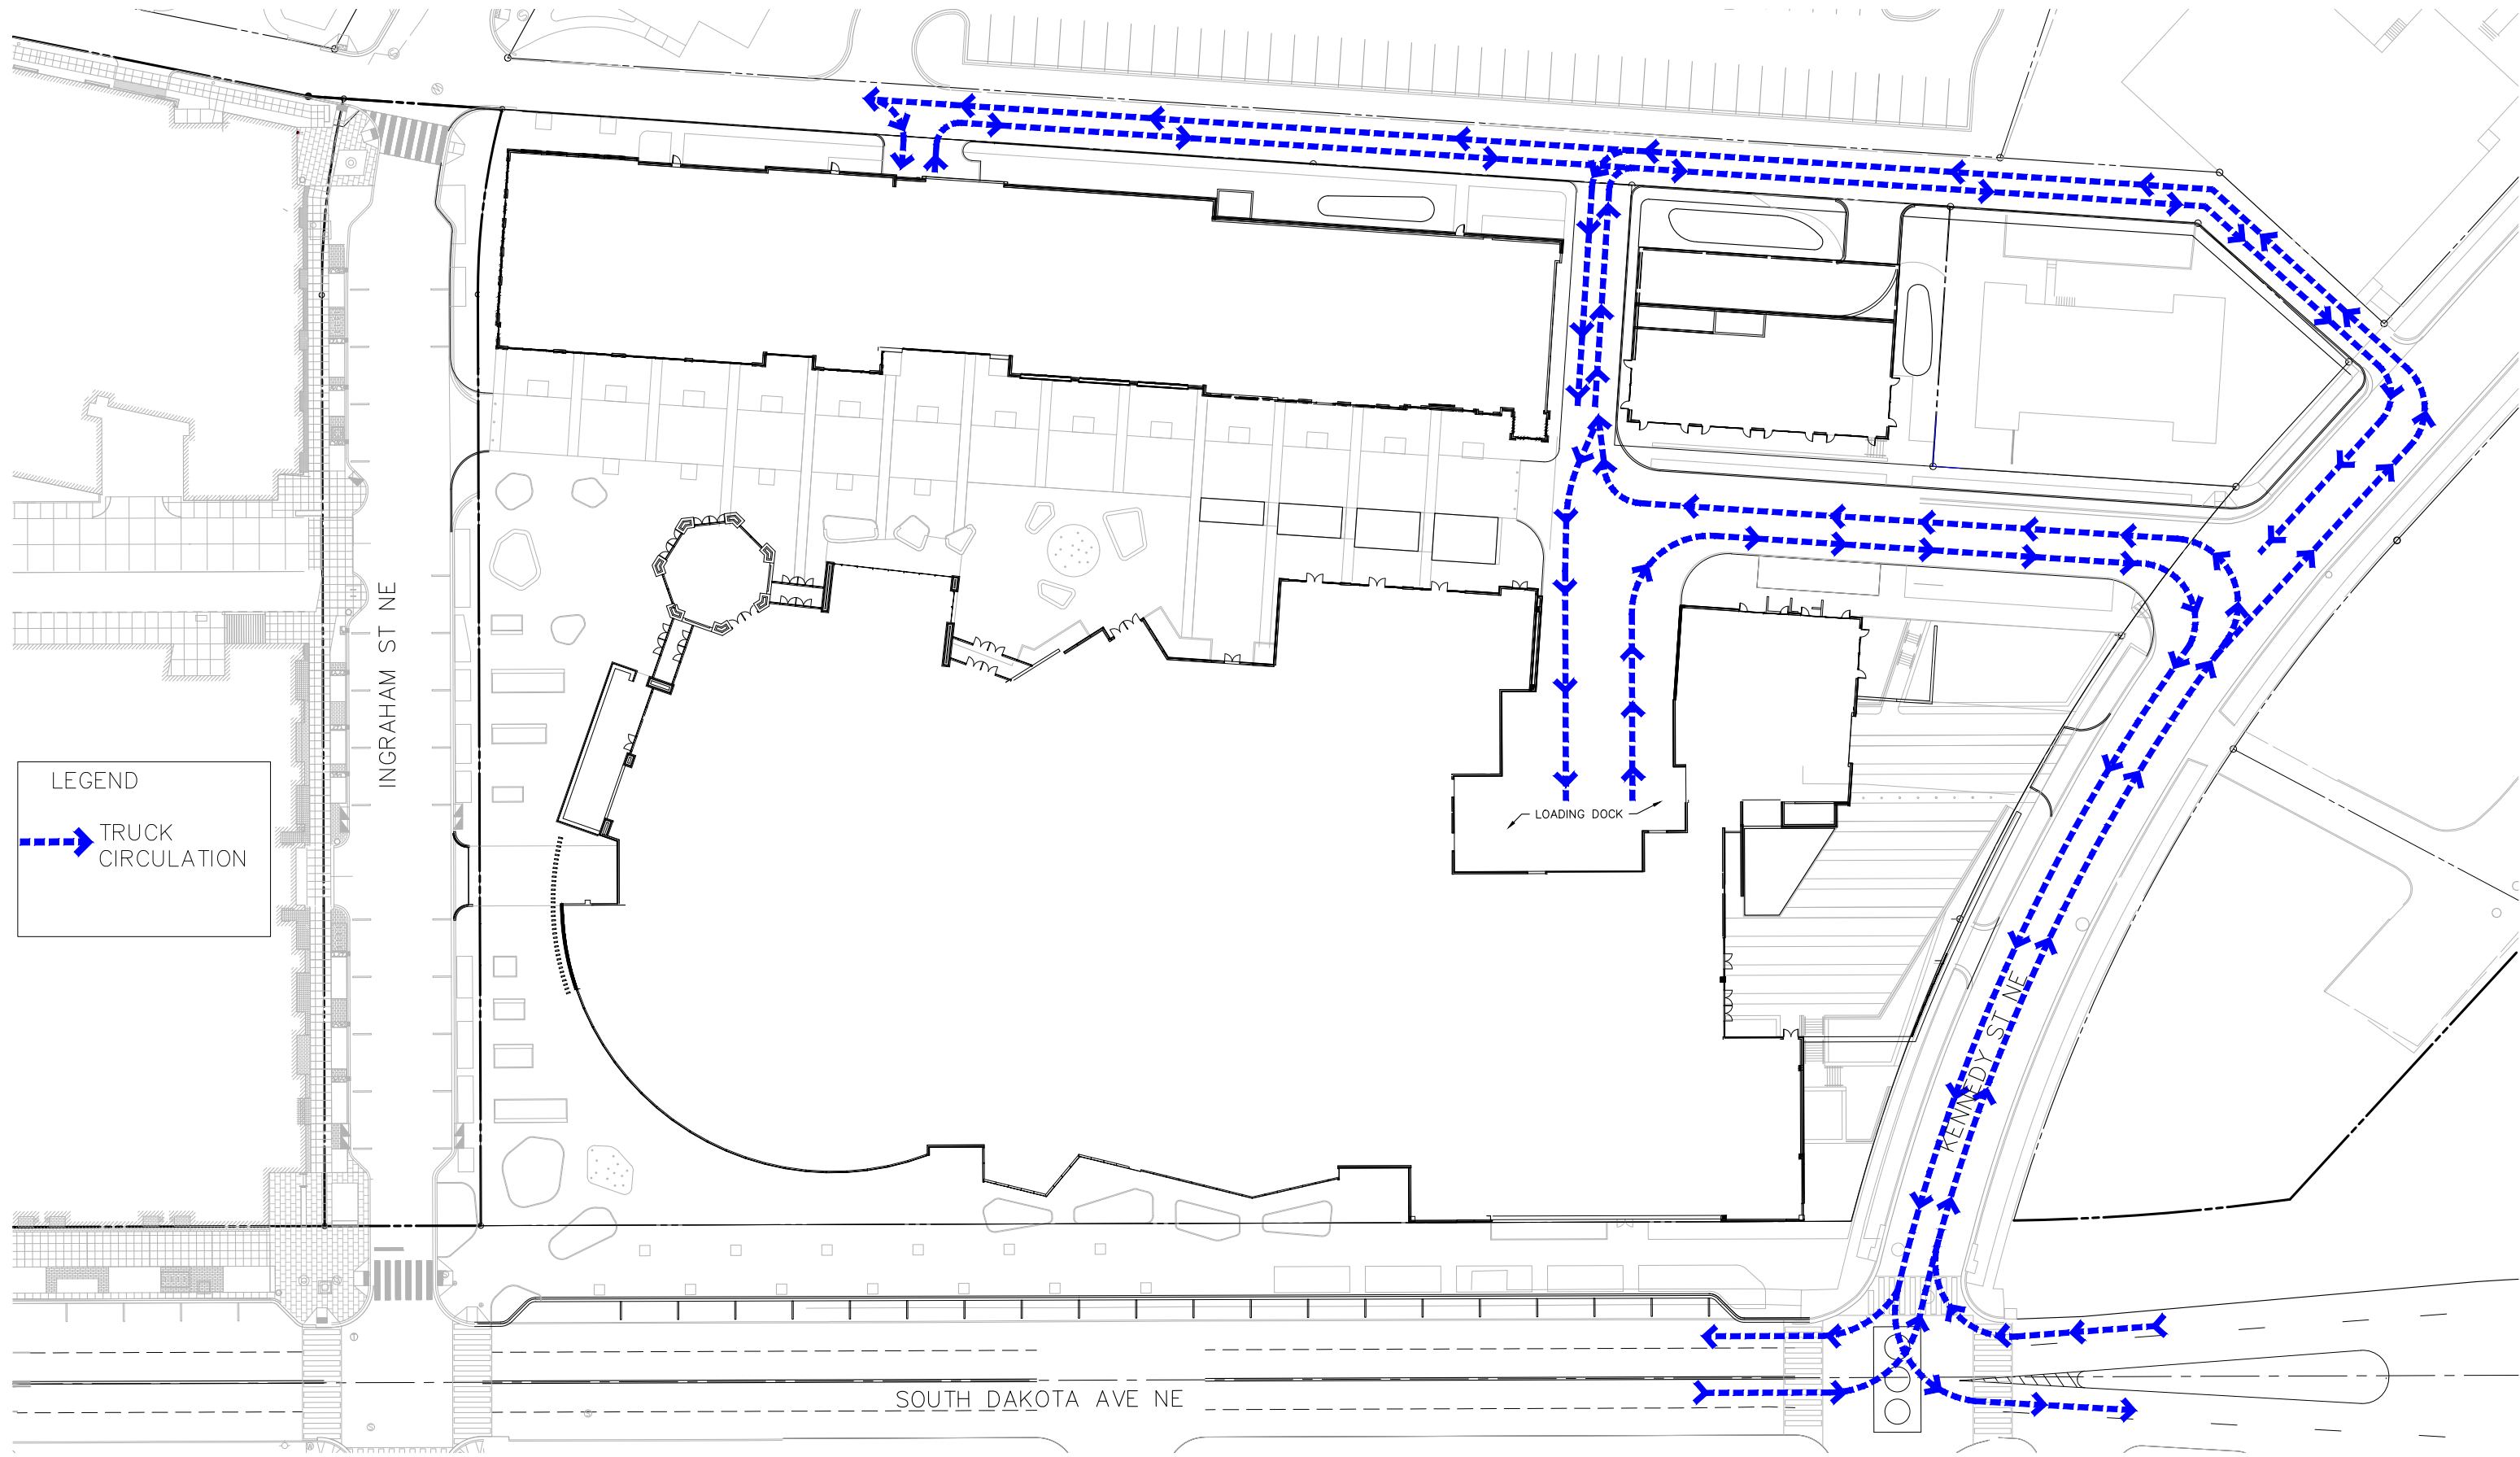 INGRAHAM ST NE
LEGEND
TRUCK
CIRCULATION
LOADING DOCK
KENNEDY ST NE
SOUTH DAKOTA AVE NE